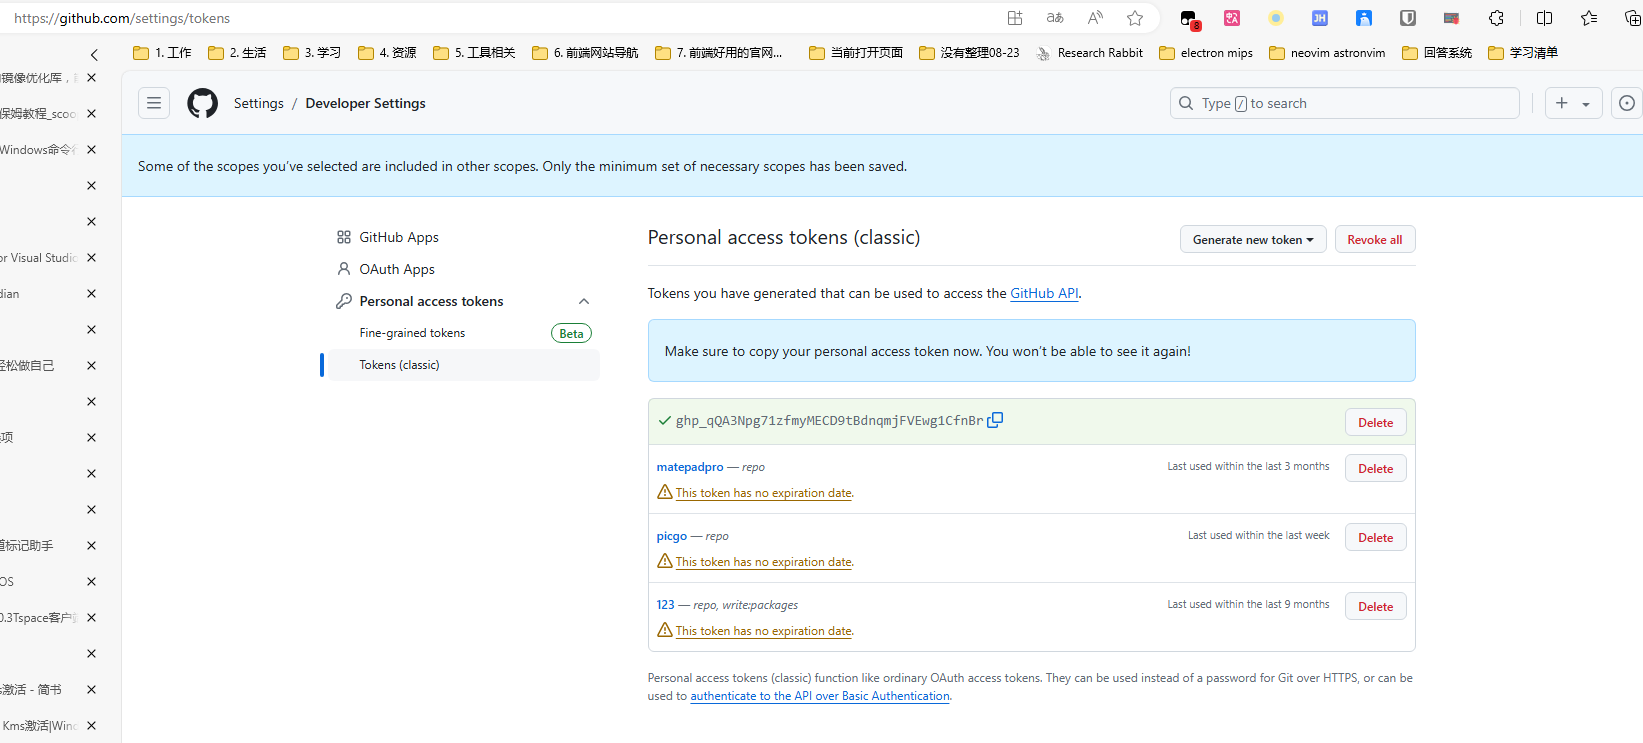 https://github.com/settings/tokens
8
1. 工作 2. 生活 3. 学习 4. 资源 5. 工具相关 6. 前端网站导航 7. 前端好用的官网... 当前打开页面 没有整理08-23 Research Rabbit electron mips neovim astronvim 回答系统 学习清单
镜像优化库，
保姆教程_scoo
Windows命令行
or Visual Studio
dian
轻松做自己
项
道标记助手
OS
0.3Tspace客户端
激活 - 简书
Kms激活|Wind
Settings / Developer Settings
Type / to search
Some of the scopes you’ve selected are included in other scopes. Only the minimum set of necessary scopes has been saved.
GitHub Apps
OAuth Apps
Personal access tokens
Fine-grained tokens Beta
Tokens (classic)
Personal access tokens (classic)
Generate new token
Revoke all
Tokens you have generated that can be used to access the GitHub API.
Make sure to copy your personal access token now. You won’t be able to see it again!
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 Delete
matepadpro — repo Last used within the last 3 months Delete
This token has no expiration date.
picgo — repo Last used within the last week Delete
This token has no expiration date.
123 — repo, write:packages Last used within the last 9 months Delete
This token has no expiration date.
Personal access tokens (classic) function like ordinary OAuth access tokens. They can be used instead of a password for Git over HTTPS, or can be
used to authenticate to the API over Basic Authentication.